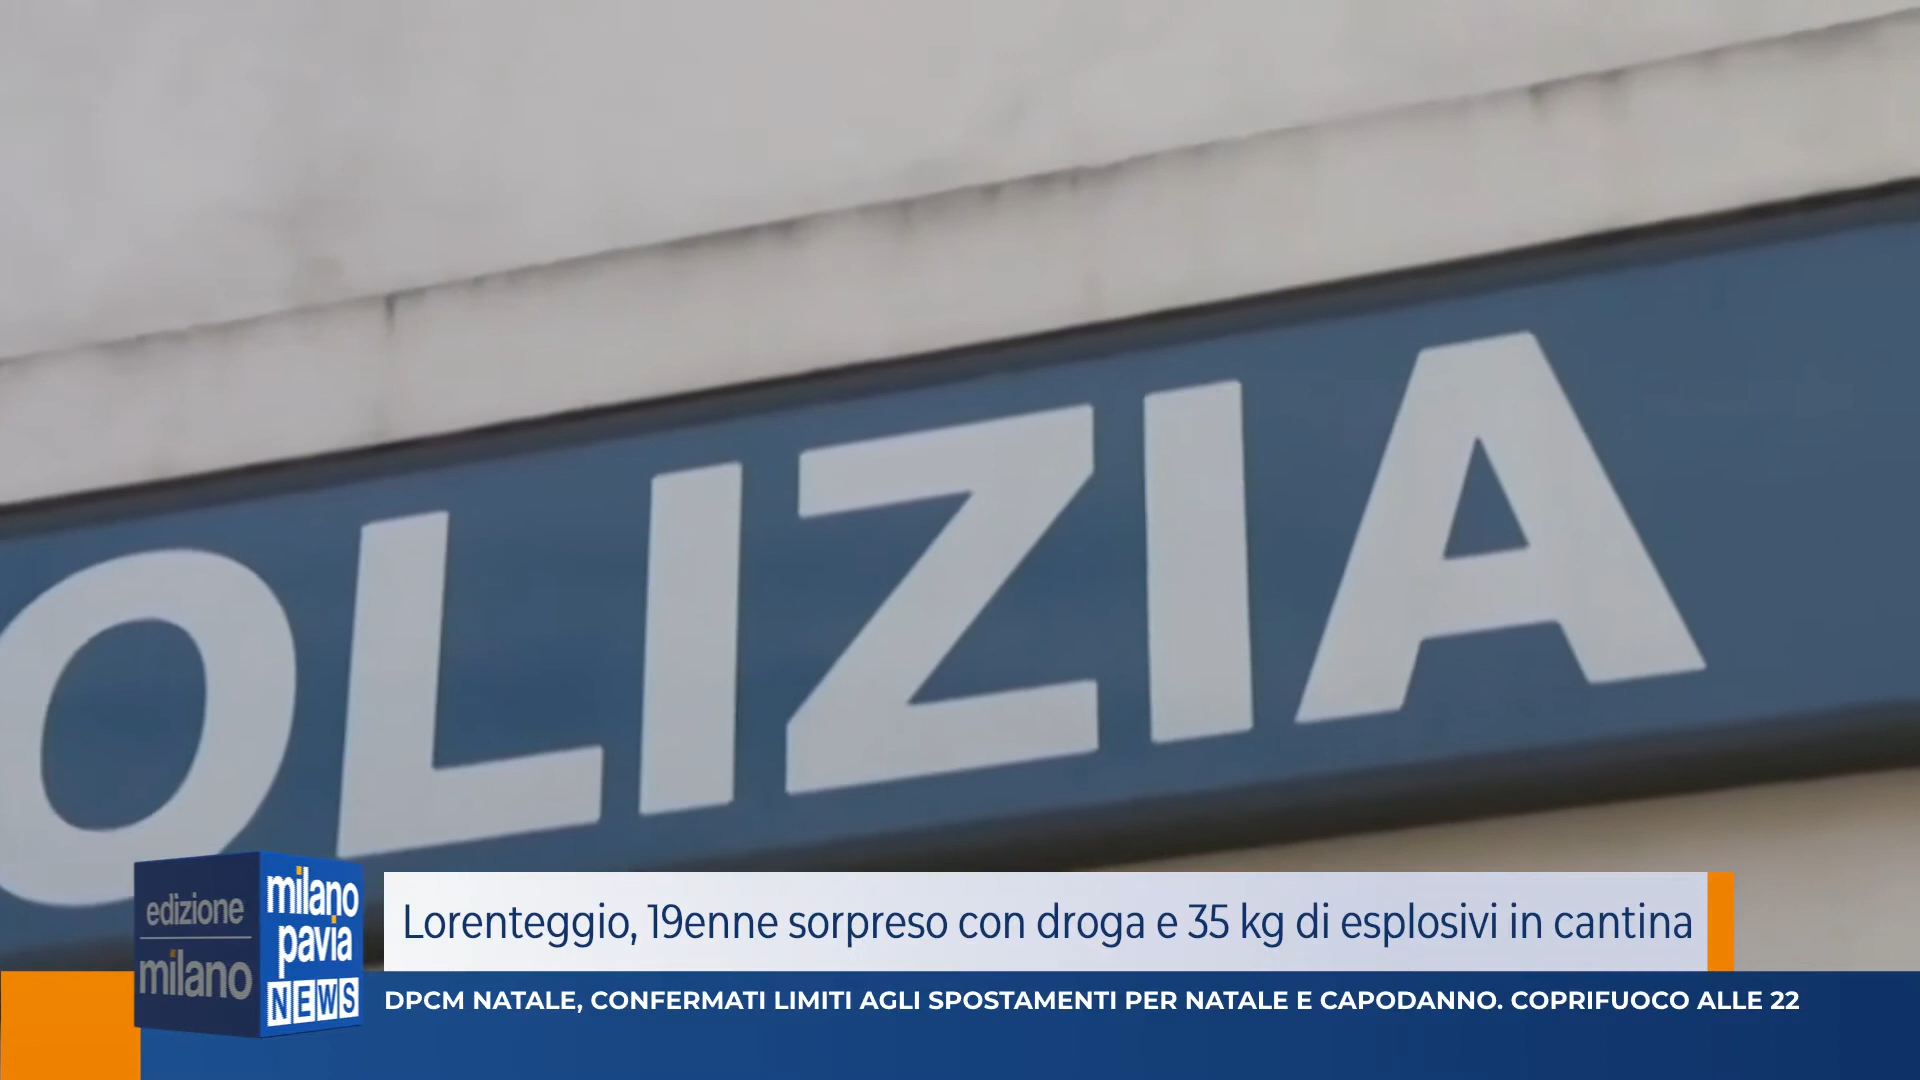 OLIZIA
edizione
milano
milano
pavia
NEWS
Lorenteggio, 19enne sorpreso con droga e 35 kg di esplosivi in cantina
DPCM NATALE, CONFERMATI LIMITI AGLI SPOSTAMENTI PER NATALE E CAPODANNO. COPRIFUOCO ALLE 22